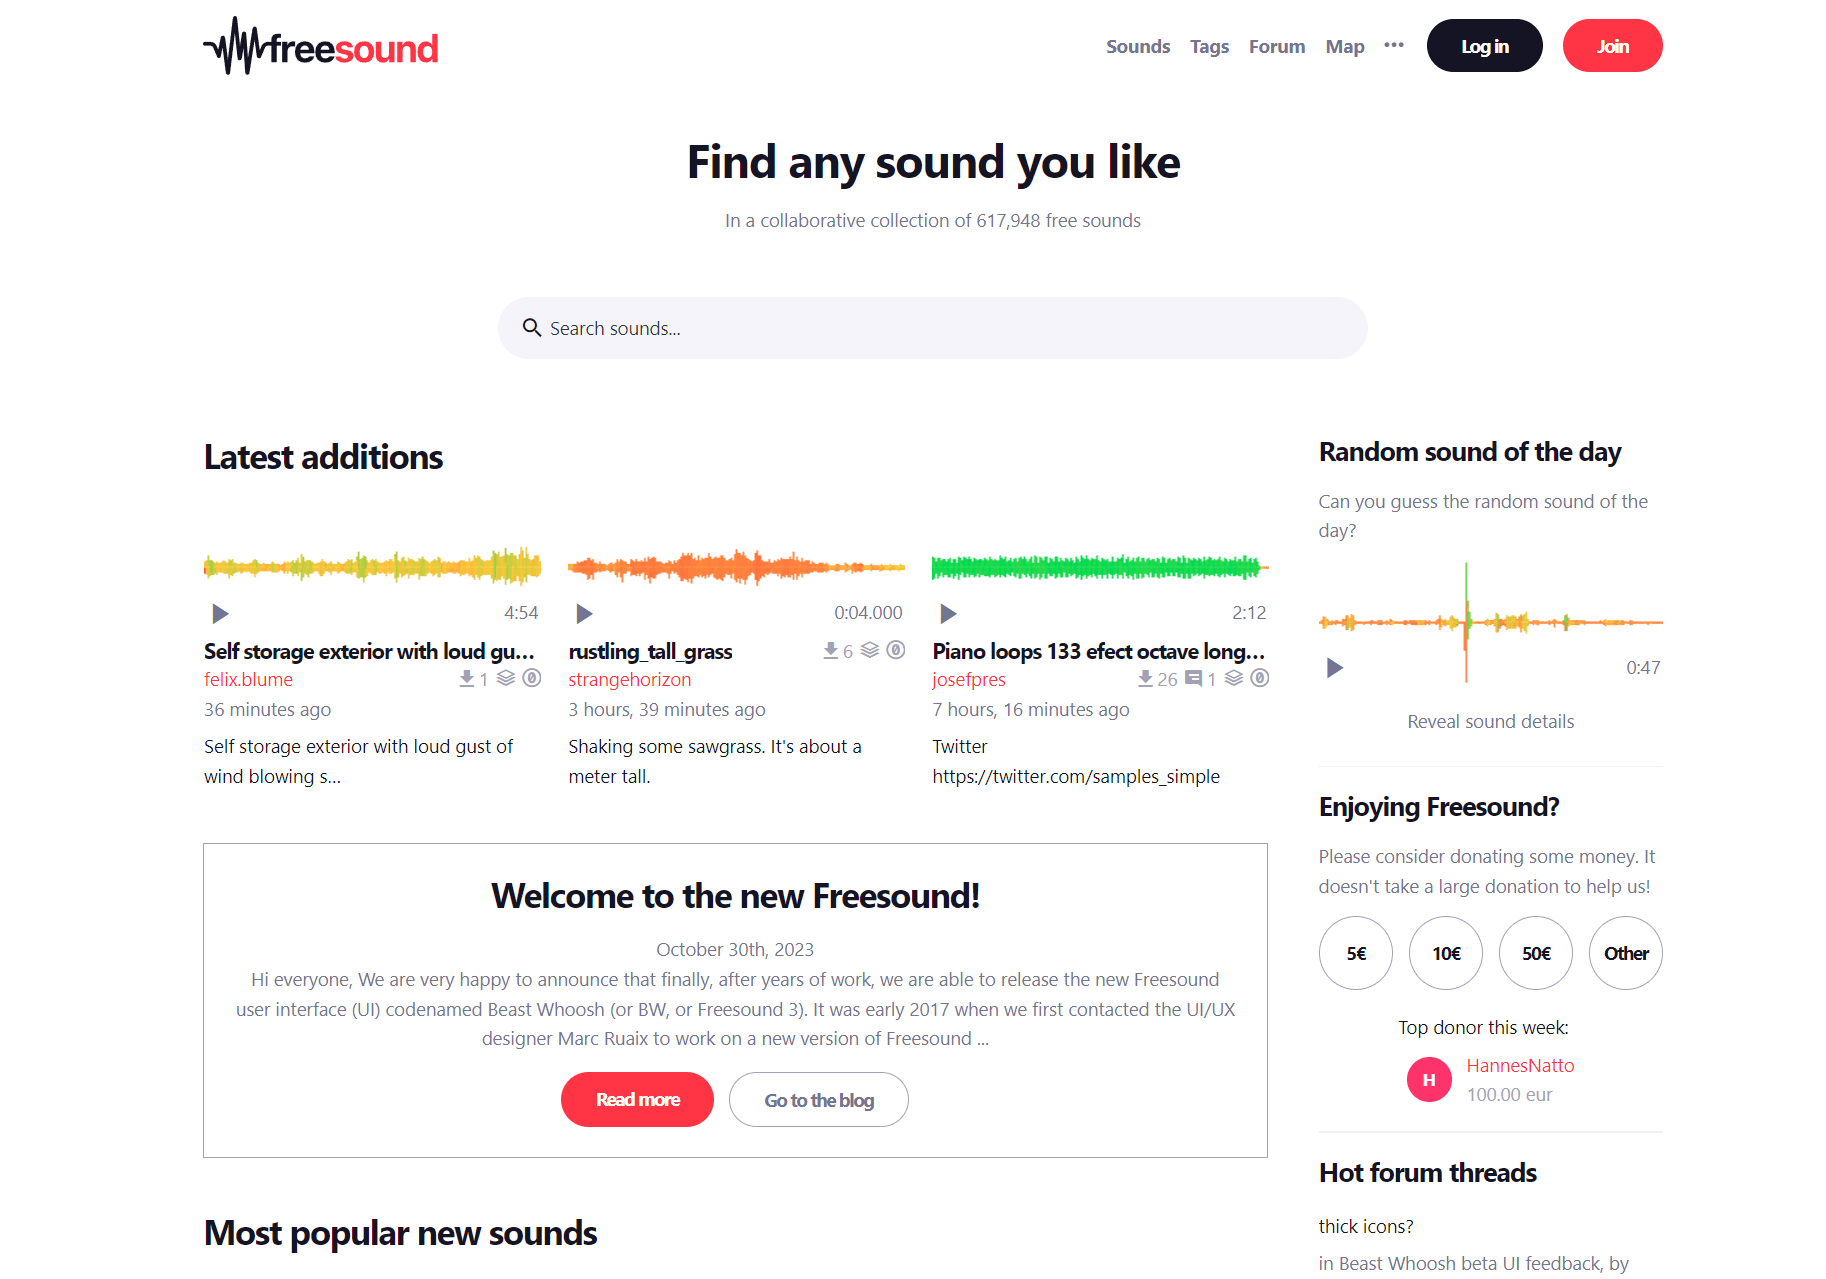 freesound
Sounds Tags Forum Map ••• Log in Join
Find any sound you like
In a collaborative collection of 617,948 free sounds
Search sounds...
Latest additions
4:54
Self storage exterior with loud gu...
felix.blume 1
36 minutes ago
Self storage exterior with loud gust of
wind blowing s...
0:04.000
rustling_tall_grass 6
strangehorizon
3 hours, 39 minutes ago
Shaking some sawgrass. It's about a
meter tall.
2:12
Piano loops 133 efect octave long...
josefpres 26 1
7 hours, 16 minutes ago
Twitter
https://twitter.com/samples_simple
Welcome to the new Freesound!
October 30th, 2023
Hi everyone, We are very happy to announce that finally, after years of work, we are able to release the new Freesound
user interface (UI) codenamed Beast Whoosh (or BW, or Freesound 3). It was early 2017 when we first contacted the UI/UX
designer Marc Ruaix to work on a new version of Freesound ...
Read more Go to the blog
Most popular new sounds
Random sound of the day
Can you guess the random sound of the
day?
0:47
Reveal sound details
Enjoying Freesound?
Please consider donating some money. It
doesn't take a large donation to help us!
5€ 10€ 50€ Other
Top donor this week:
H
HannesNatto
100.00 eur
Hot forum threads
thick icons?
in Beast Whoosh beta UI feedback, by